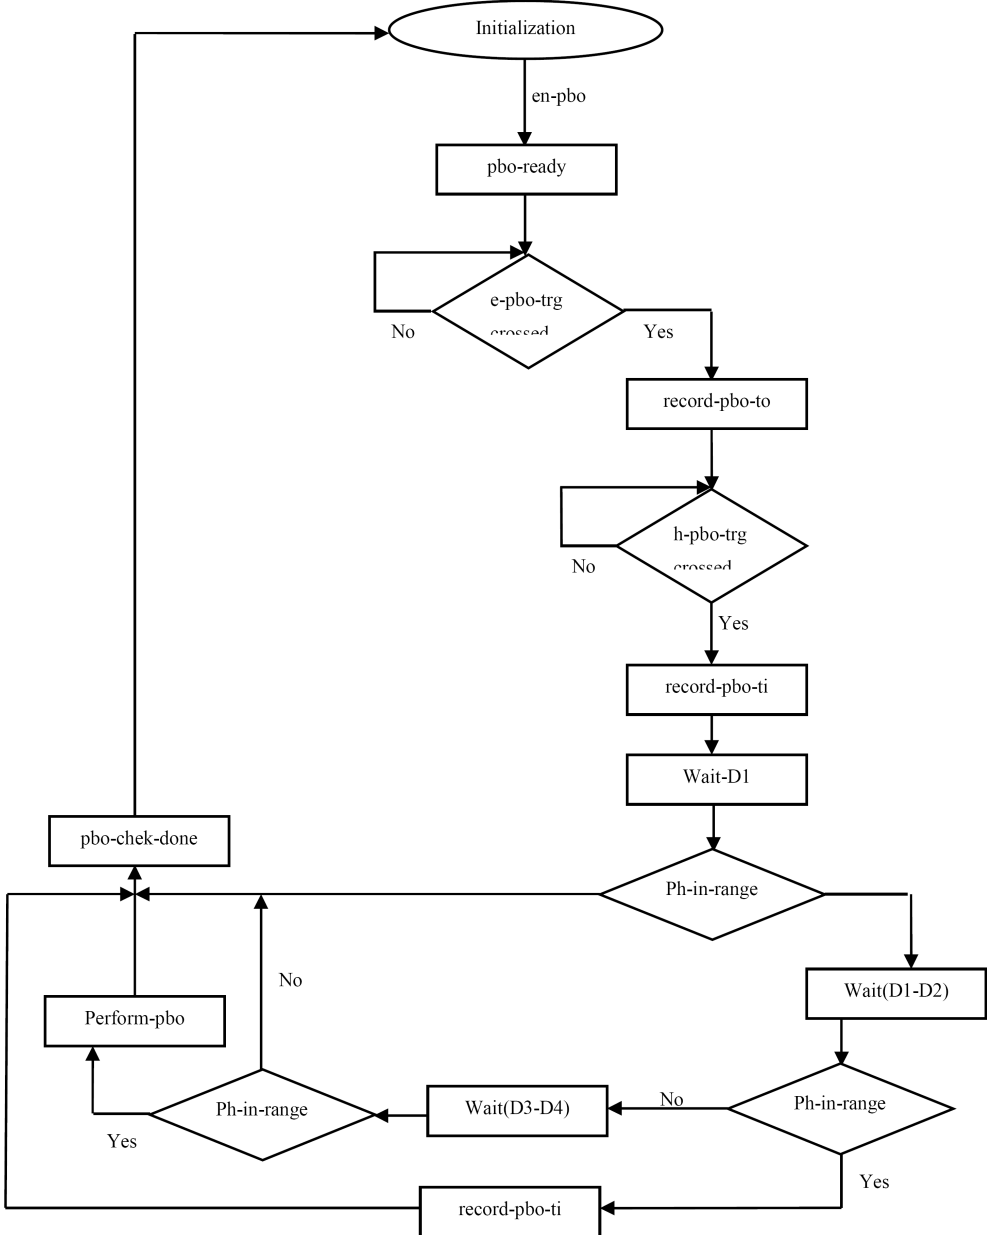 Initialization
en-pbo
pbo-ready
e-pbo-trg
crossed
No
Yes
record-pbo-to
h-pbo-trg
crossed
No
Yes
record-pbo-ti
Wait-D1
pbo-chek-done
Ph-in-range
No
Wait(D1-D2)
Perform-pbo
Ph-in-range
Wait(D3-D4)
No
Ph-in-range
Yes
Yes
record-pbo-ti